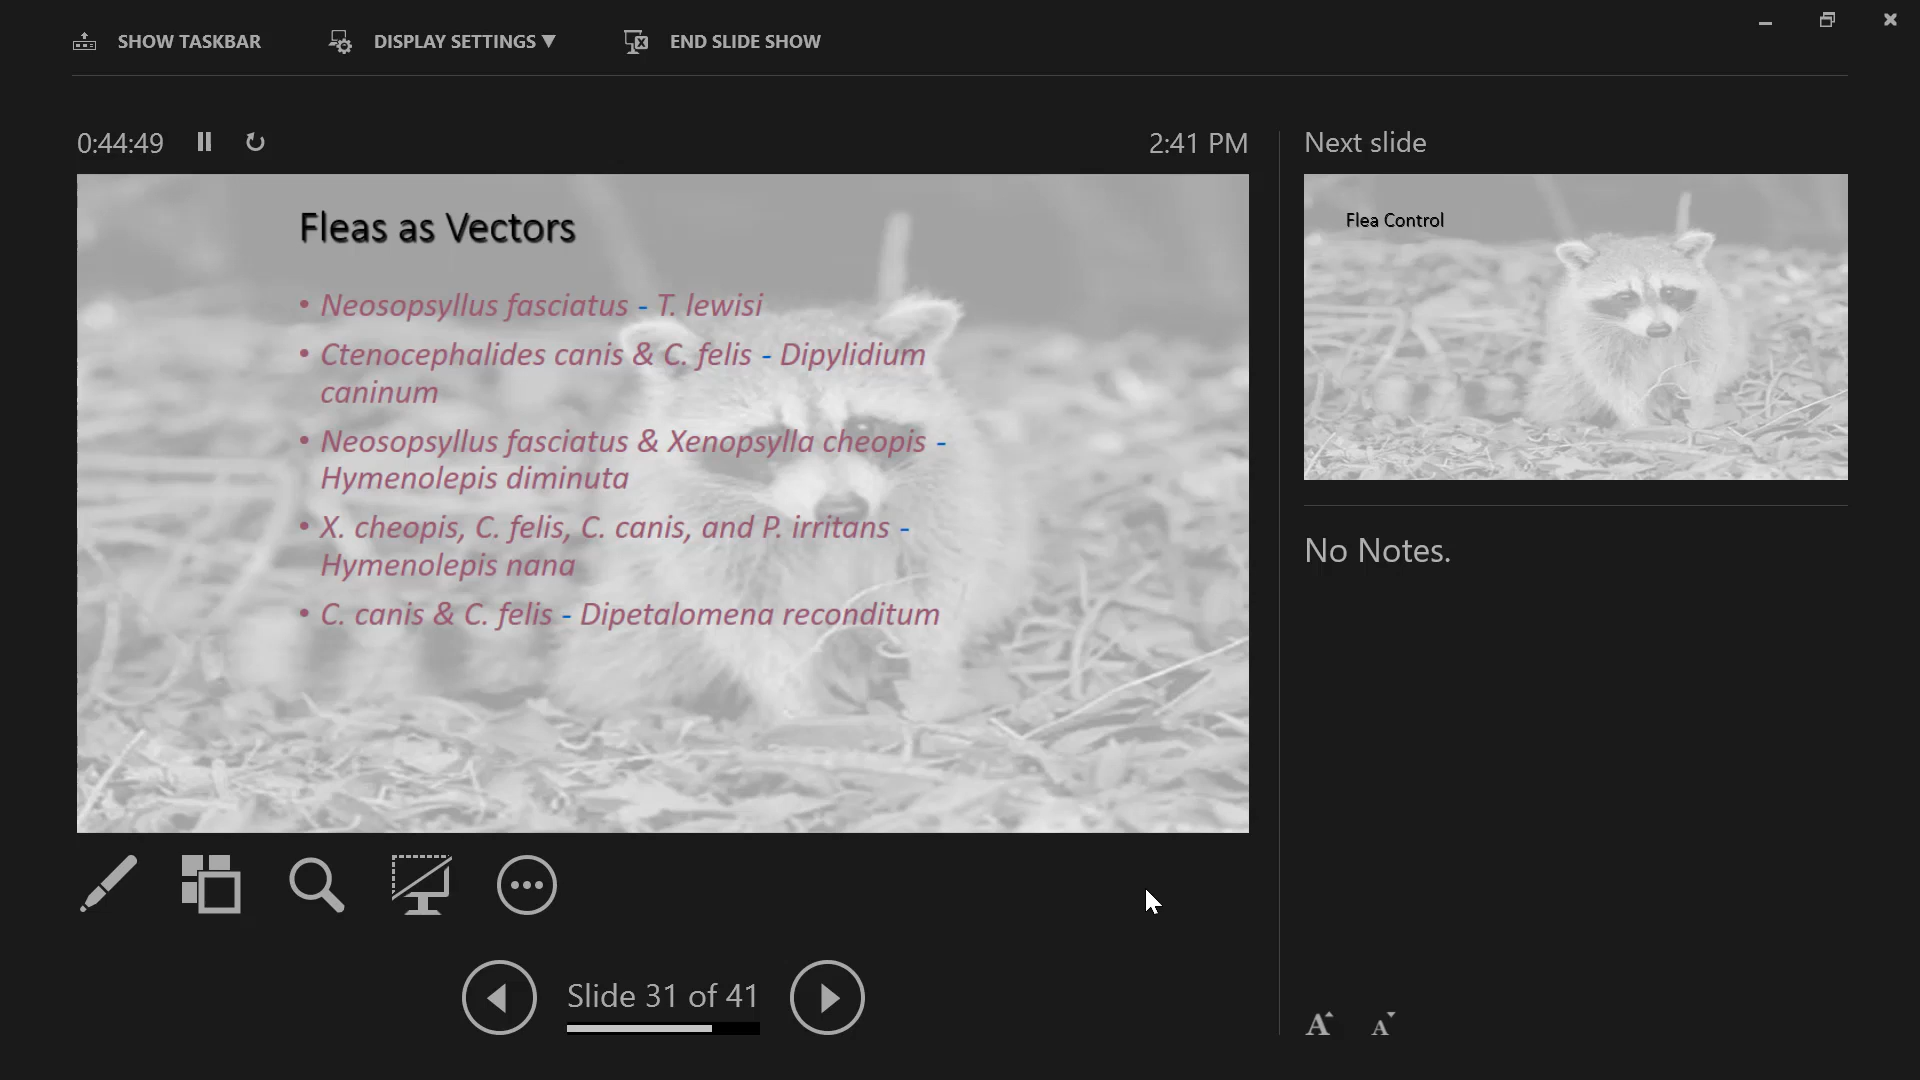 SHOW TASKBAR
DISPLAY SETTINGS ▼
END SLIDE SHOW
0:44:49
2:41 PM
Fleas as Vectors
• Neosopsyllus fasciatus - T. lewisi
• Ctenocephalides canis & C. felis - Dipylidium
caninum
• Neosopsyllus fasciatus & Xenopsylla cheopis -
Hymenolepis diminuta
• X. cheopis, C. felis, C. canis, and P. irritans -
Hymenolepis nana
• C. canis & C. felis - Dipetalomena reconditum
Slide 31 of 41
Next slide
Flea Control
No Notes.
A
A